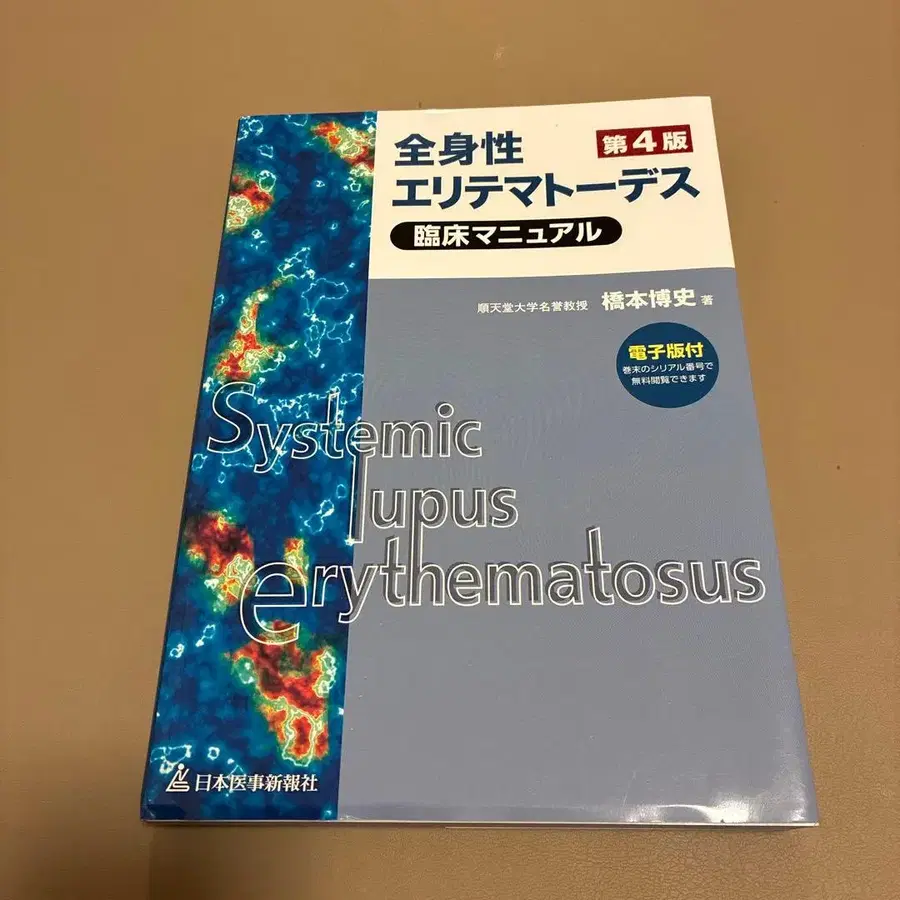 全身性
第4版
エリテマトーデス
臨床マニュアル
順天堂大学名誉教授 橋本博史 著
電子版付
巻末のシリアル番号で
無料閲覧できます
Systemic
lupus
erythematosus
日本医事新報社